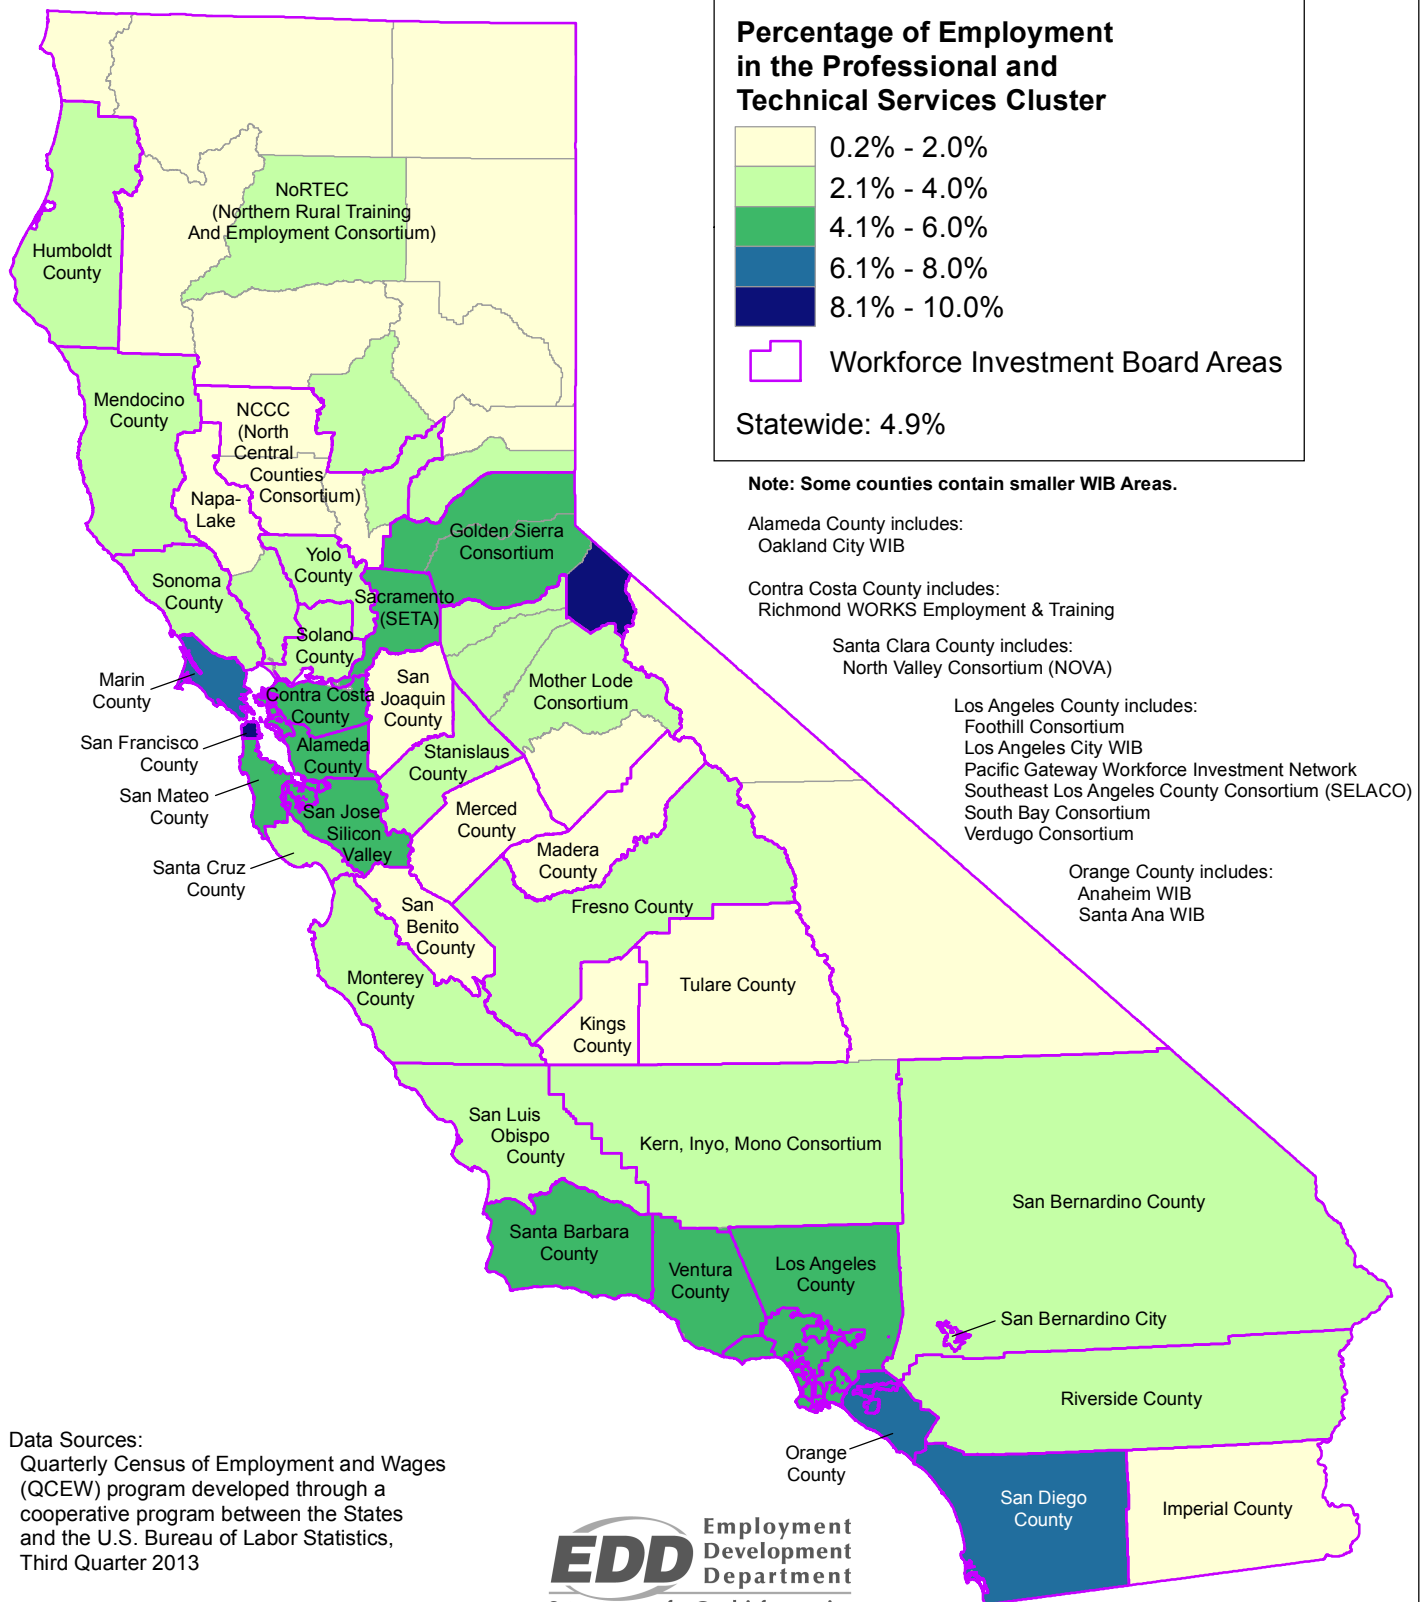 Percentage of Employment
in the Professional and
Technical Services Cluster
0.2% - 2.0%
2.1% - 4.0%
4.1% - 6.0%
6.1% - 8.0%
8.1% - 10.0%
Workforce Investment Board Areas
Statewide: 4.9%
Note: Some counties contain smaller WIB Areas.
Alameda County includes:
Oakland City WIB
Contra Costa County includes:
Richmond WORKS Employment & Training
Santa Clara County includes:
North Valley Consortium (NOVA)
Los Angeles County includes:
Foothill Consortium
Los Angeles City WIB
Pacific Gateway Workforce Investment Network
Southeast Los Angeles County Consortium (SELACO)
South Bay Consortium
Verdugo Consortium
Orange County includes:
Anaheim WIB
Santa Ana WIB
NoRTEC
(Northern Rural Training
And Employment Consortium)
Humboldt
County
Mendocino
County
NCCC
(North
Central
Counties
Consortium)
Napa-
Lake
Golden Sierra
Consortium
Yolo
County
Sonoma
County
Sacramento
(SETA)
Solano
County
Marin
County
Contra Costa
County
San
Joaquin
County
Mother Lode
Consortium
San Francisco
County
Alameda
County
Stanislaus
County
San Mateo
County
San Jose
Silicon
Valley
Merced
County
Santa Cruz
County
Madera
County
San
Benito
County
Fresno County
Monterey
County
Tulare County
Kings
County
San Luis
Obispo
County
Kern, Inyo, Mono Consortium
San Bernardino County
Santa Barbara
County
Ventura
County
Los Angeles
County
San Bernardino City
Riverside County
Orange
County
San Diego
County
Imperial County
Data Sources:
Quarterly Census of Employment and Wages
(QCEW) program developed through a
cooperative program between the States
and the U.S. Bureau of Labor Statistics,
Third Quarter 2013
EDD
Employment
Development
Department